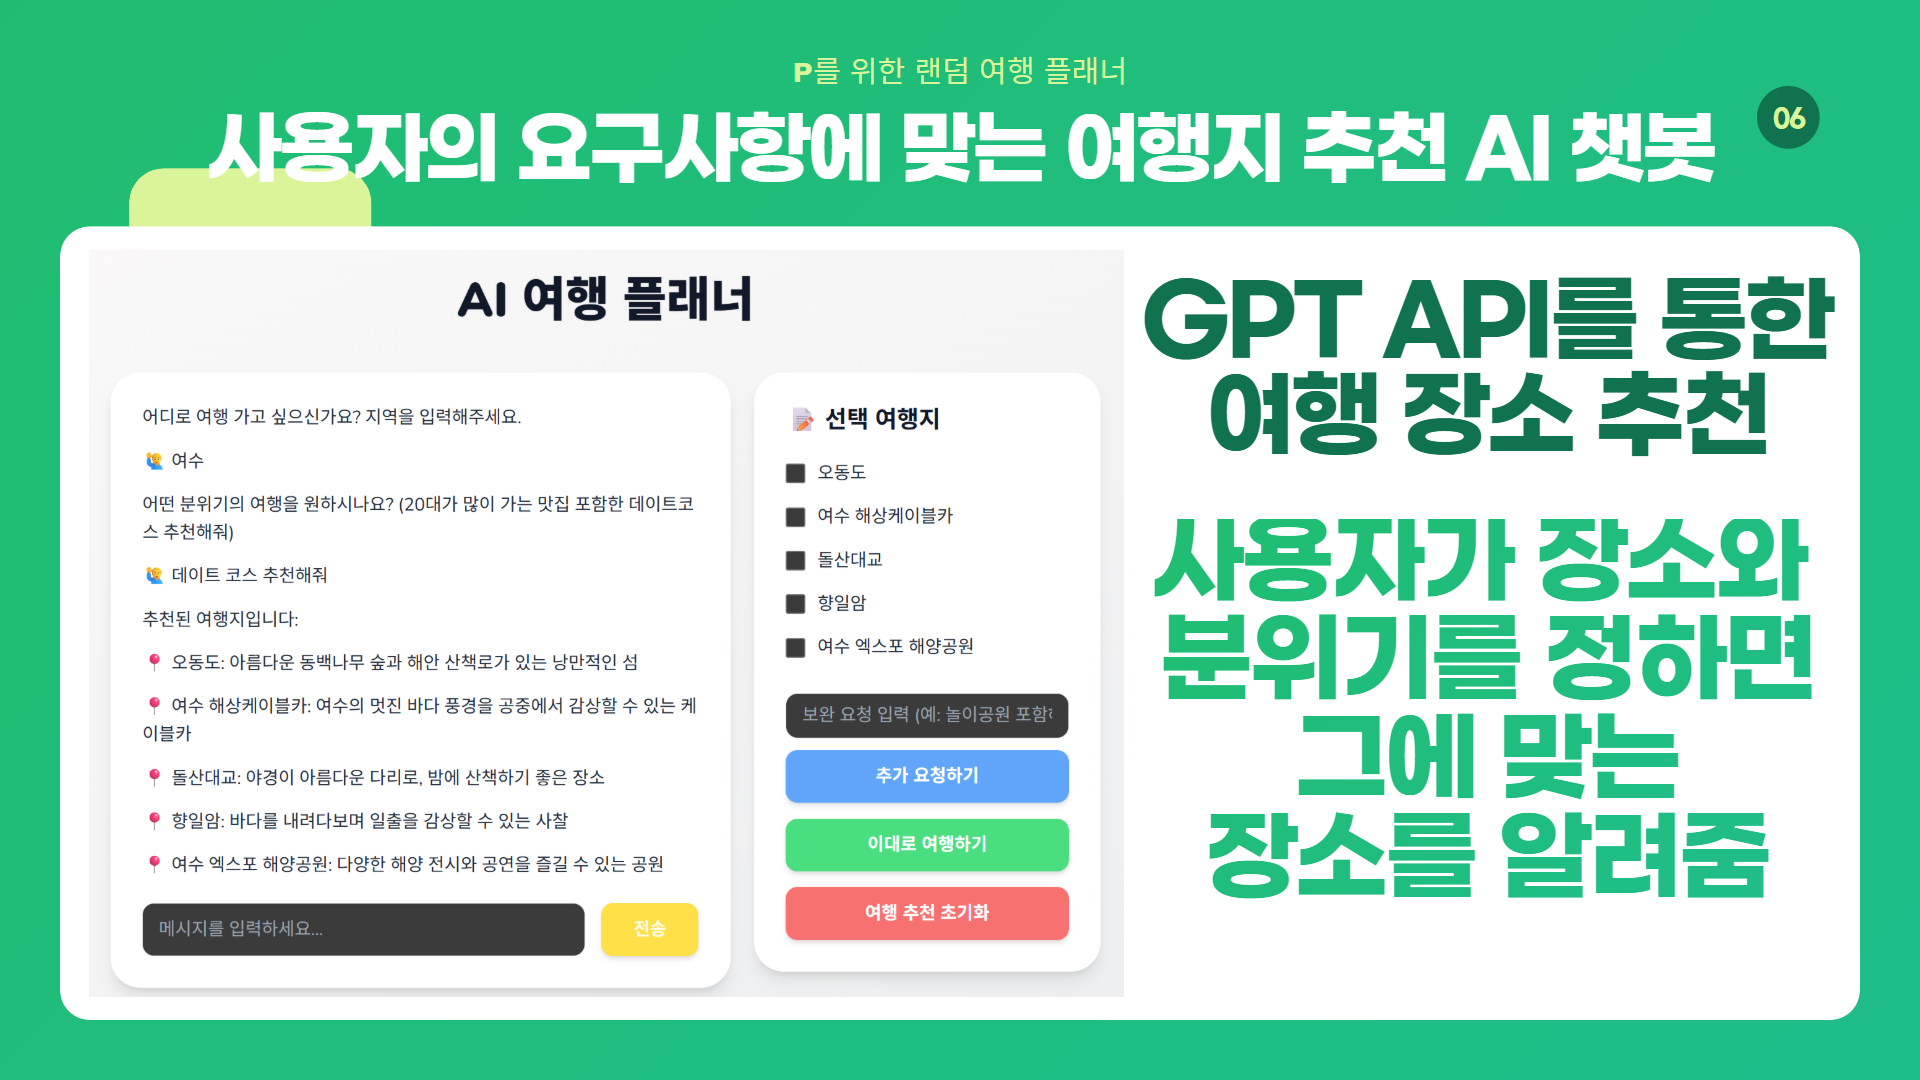 P를 위한 랜덤 여행 플래너
사용자의 요구사항에 맞는 여행지 추천 AI 챗봇
06
AI 여행 플래너
어디로 여행 가고 싶으신가요? 지역을 입력해주세요.
여수
어떤 분위기의 여행을 원하시나요? (20대가 많이 가는 맛집 포함한 데이트코
스 추천해줘)
데이트 코스 추천해줘
추천된 여행지입니다:
오동도: 아름다운 동백나무 숲과 해안 산책로가 있는 낭만적인 섬
여수 해상케이블카: 여수의 멋진 바다 풍경을 공중에서 감상할 수 있는 케
이블카
돌산대교: 야경이 아름다운 다리로, 밤에 산책하기 좋은 장소
향일암: 바다를 내려다보며 일출을 감상할 수 있는 사찰
여수 엑스포 해양공원: 다양한 해양 전시와 공연을 즐길 수 있는 공원
메시지를 입력하세요...
전송
선택 여행지
오동도
여수 해상케이블카
돌산대교
향일암
여수 엑스포 해양공원
보완 요청 입력 (예: 놀이공원 포함
추가 요청하기
이대로 여행하기
여행 추천 초기화
GPT API를 통한
여행 장소 추천
사용자가 장소와
분위기를 정하면
그에 맞는
장소를 알려줌